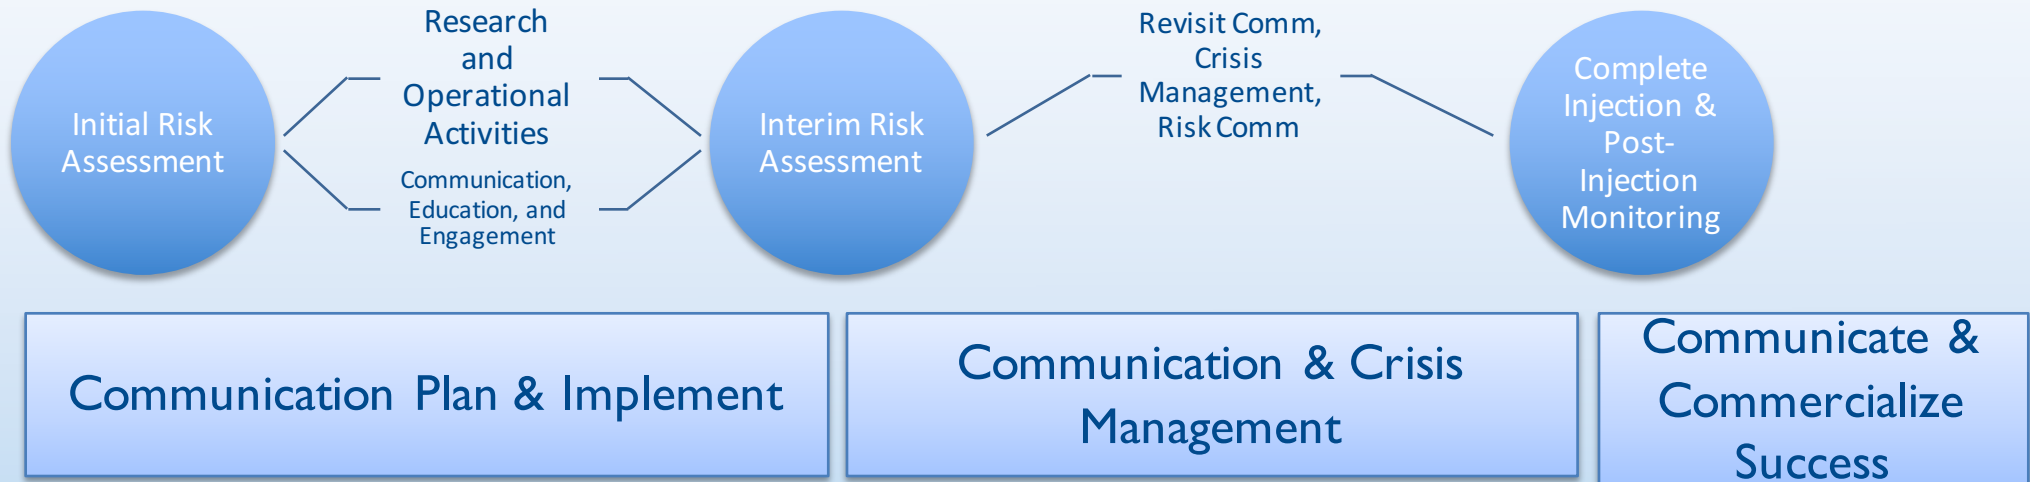 Initial Risk
Assessment
Research
and
Operational
Activities
Communication,
Education, and
Engagement
Interim Risk
Assessment
Revisit Comm,
Crisis
Management,
Risk Comm
Complete
Injection &
Post-
Injection
Monitoring
Communication Plan & Implement
Communication & Crisis
Management
Communicate &
Commercialize
Success